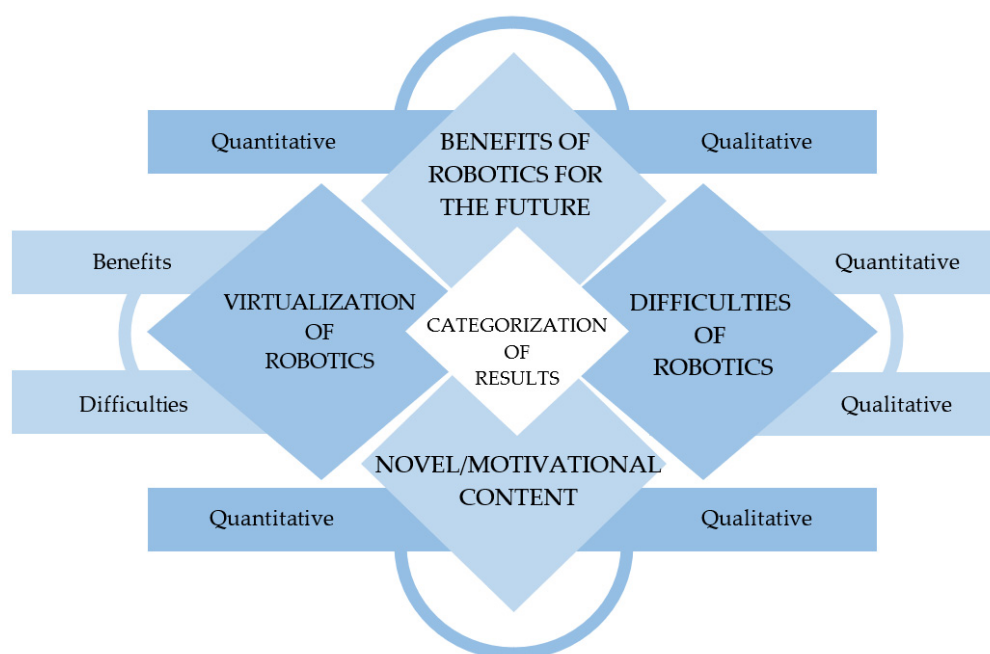 Quantitative
BENEFITS OF
ROBOTICS FOR
THE FUTURE
Qualitative
Benefits
Difficulties
VIRTUALIZATION
OF
ROBOTICS
CATEGORIZATION
OF
RESULTS
DIFFICULTIES
OF
ROBOTICS
Quantitative
Qualitative
NOVEL/MOTIVATIONAL
CONTENT
Quantitative
Qualitative